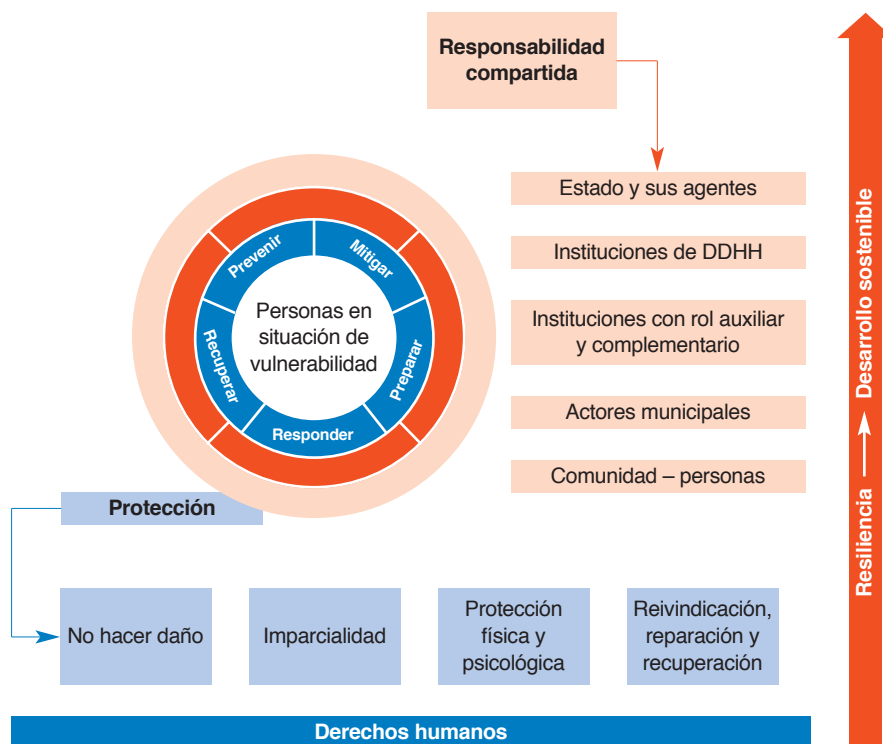 Responsabilidad
compartida
Estado y sus agentes
Instituciones de DDHH
Instituciones con rol auxiliar
y complementario
Actores municipales
Comunidad – personas
Prevenir
Mitigar
Preparar
Responder
Recuperar
Personas en
situación de
vulnerabilidad
Protección
No hacer daño
Imparcialidad
Protección
física y
psicológica
Reivindicación,
reparación y
recuperación
Derechos humanos
Resiliencia → Desarrollo sostenible